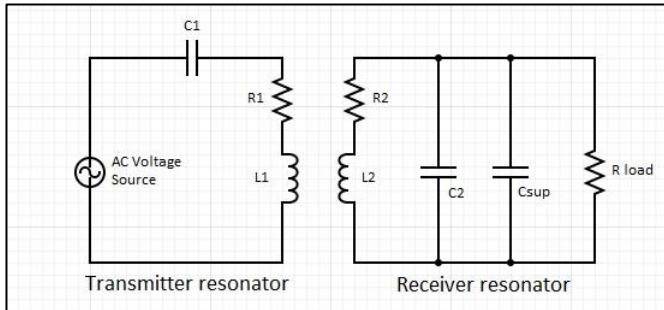 C1
R1
R2
AC Voltage
Source
L1
L2
C2
Csup
R load
Transmitter resonator
Receiver resonator